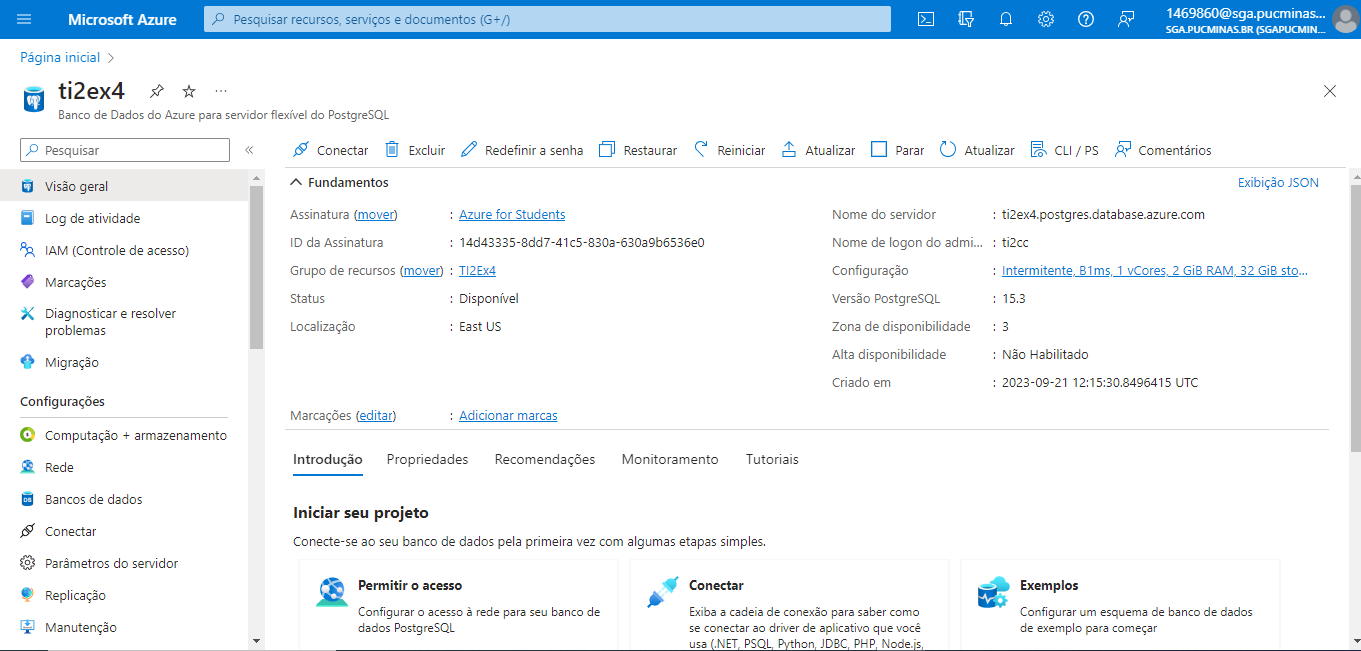 Microsoft Azure
Pesquisar recursos, serviços e documentos (G+/)
1469860@sga.pucminas...
SGA.PUCMINAS.BR (SGAPUCMIN...
Página inicial
ti2ex4
Banco de Dados do Azure para servidor flexível do PostgreSQL
Pesquisar
Conectar
Excluir
Redefinir a senha
Restaurar
Reiniciar
Atualizar
Parar
Atualizar
CLI / PS
Comentários
Visão geral
Log de atividade
IAM (Controle de acesso)
Marcações
Diagnosticar e resolver
problemas
Migração
Configurações
Computação + armazenamento
Rede
Bancos de dados
Conectar
Parâmetros do servidor
Replicação
Manutenção
Fundamentos
Exibição JSON
Assinatura (mover) : Azure for Students
ID da Assinatura : 14d43335-8dd7-41c5-830a-630a9b6536e0
Grupo de recursos (mover) : TI2Ex4
Status : Disponível
Localização : East US
Nome do servidor : ti2ex4.postgres.database.azure.com
Nome de logon do admi... : ti2cc
Configuração : Intermitente, B1ms, 1 vCores, 2 GiB RAM, 32 GiB sto...
Versão PostgreSQL : 15.3
Zona de disponibilidade : 3
Alta disponibilidade : Não Habilitado
Criado em : 2023-09-21 12:15:30.8496415 UTC
Marcações (editar) : Adicionar marcas
Introdução
Propriedades
Recomendações
Monitoramento
Tutoriais
Iniciar seu projeto
Conecte-se ao seu banco de dados pela primeira vez com algumas etapas simples.
Permitir o acesso
Configurar o acesso à rede para seu banco de
dados PostgreSQL
Conectar
Exiba a cadeia de conexão para saber como
se conectar ao driver de aplicativo que você
usa (.NET, PSQL, Python, JDBC, PHP, Node.js,
Exemplos
Configurar um esquema de banco de dados
de exemplo para começar